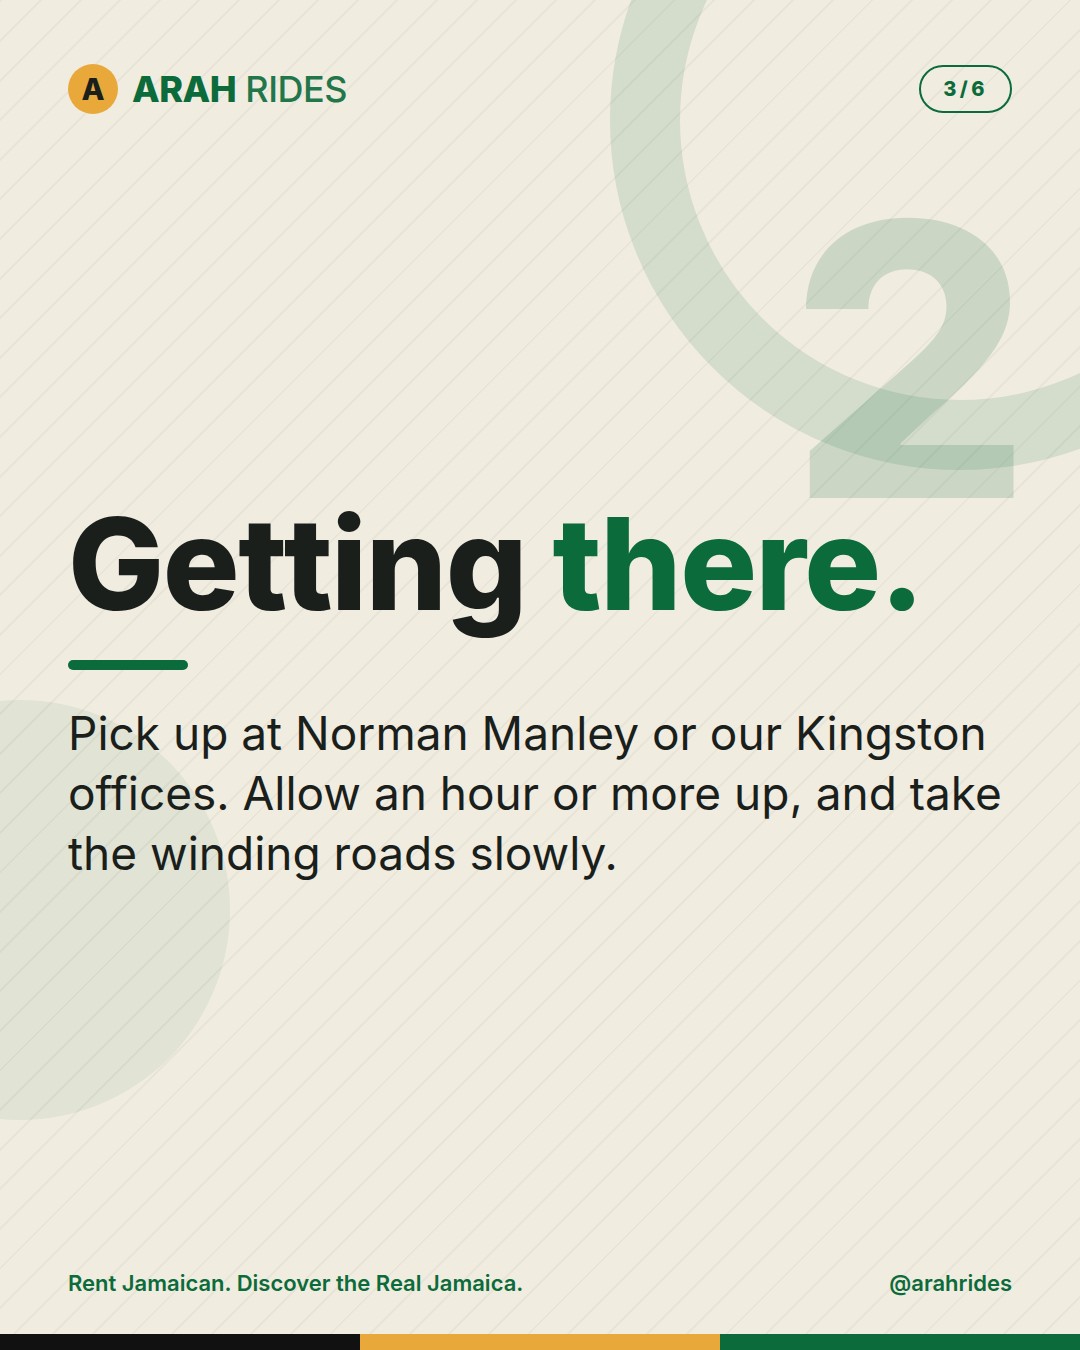 A ARAH RIDES
3/6
2
Getting there.
Pick up at Norman Manley or our Kingston
offices. Allow an hour or more up, and take
the winding roads slowly.
Rent Jamaican. Discover the Real Jamaica.
@arahrides